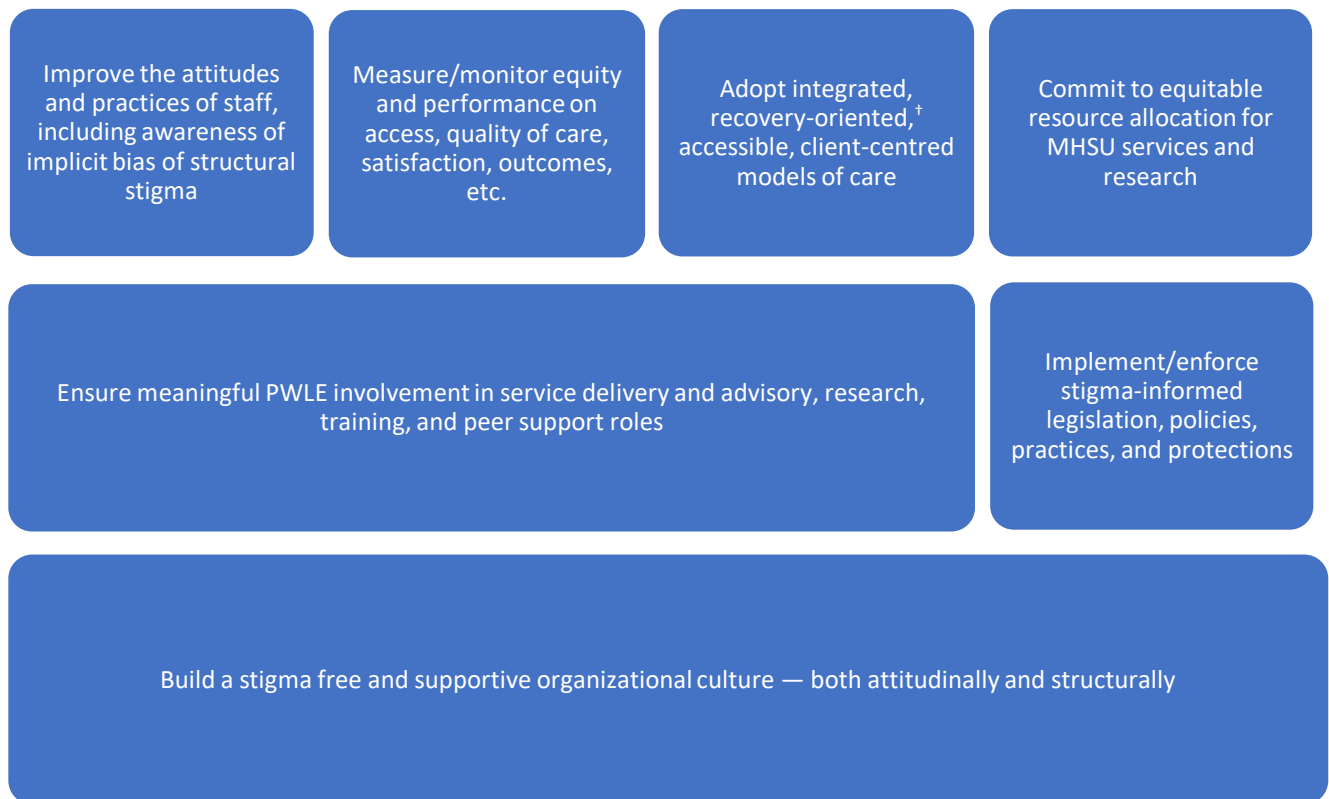 Improve the attitudes
and practices of staff,
including awareness of
implicit bias of structural
stigma
Measure/monitor equity
and performance on
access, quality of care,
satisfaction, outcomes,
etc.
Adopt integrated,
recovery-oriented,†
accessible, client-centred
models of care
Commit to equitable
resource allocation for
MHSU services and
research
Ensure meaningful PWLE involvement in service delivery and advisory, research,
training, and peer support roles
Implement/enforce
stigma-informed
legislation, policies,
practices, and protections
Build a stigma free and supportive organizational culture — both attitudinally and structurally